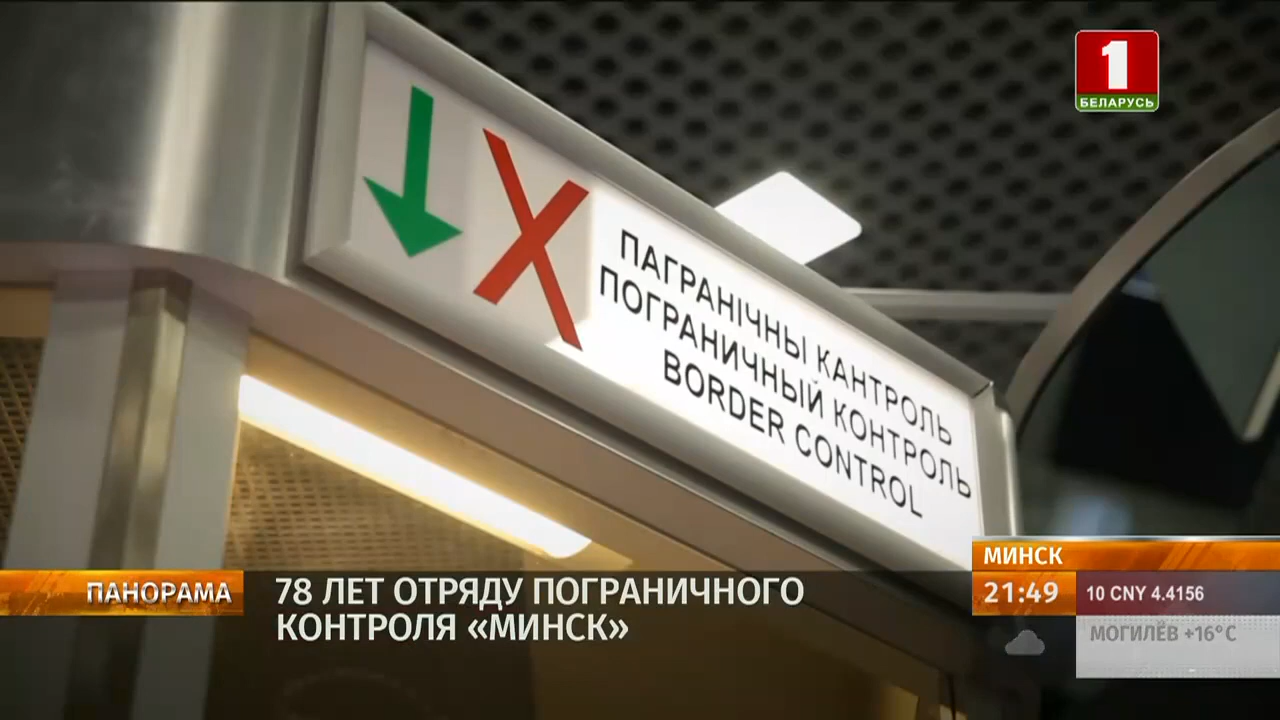 1
БЕЛАРУСЬ
ПАГРАНІЧНЫ КАНТРОЛЬ
ПОГРАНИЧНЫЙ КОНТРОЛЬ
BORDER CONTROL
ПАНОРАМА
78 ЛЕТ ОТРЯДУ ПОГРАНИЧНОГО
КОНТРОЛЯ «МИНСК»
МИНСК
21:49
10 CNY 4.4156
МОГИЛЁВ +16°C